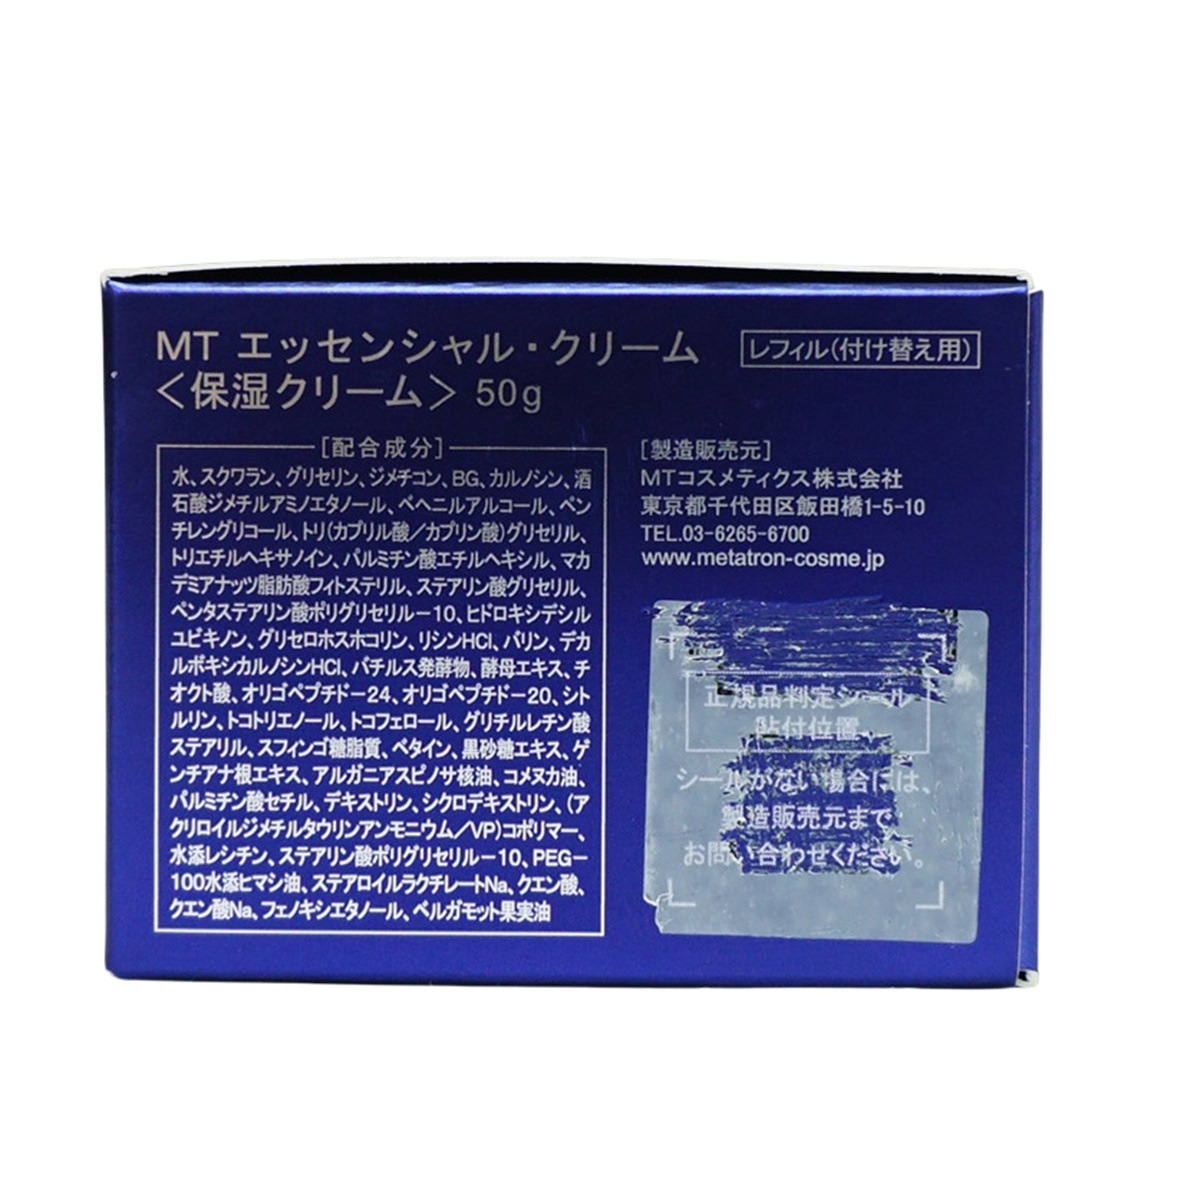 MT エッセンシャル・クリーム
レフィル(付け替え用)
<保湿クリーム> 50g
[配合成分]
水、スクワラン、グリセリン、ジメチコン、BG、カルノシン、酒
石酸ジメチルアミノエタノール、ベヘニルアルコール、ペン
チレングリコール、トリ(カプリル酸/カプリン酸)グリセリル、
トリエチルヘキサノイン、パルミチン酸エチルヘキシル、マカ
デミアナッツ脂肪酸フィトステリル、ステアリン酸グリセリル、
ペンタステアリン酸ポリグリセリル-10、ヒドロキシデシル
ユビキノン、グリセロホスホコリン、リシンHCl、バリン、デカ
ルボキシカルノシンHCl、バチルス発酵物、酵母エキス、チ
オクト酸、オリゴペプチド-24、オリゴペプチド-20、シト
ルリン、トコトリエノール、トコフェロール、グリチルレチン酸
ステアリル、スフィンゴ糖脂質、ベタイン、黒砂糖エキス、ゲ
ンチアナ根エキス、アルガニアスピノサ核油、コメヌカ油、
パルミチン酸セチル、デキストリン、シクロデキストリン、(ア
クリロイルジメチルタウリンアンモニウム/VP)コポリマー、
水添レシチン、ステアリン酸ポリグリセリル-10、PEG-
100水添ヒマシ油、ステアロイルラクチレートNa、クエン酸、
クエン酸Na、フェノキシエタノール、ベルガモット果実油
[製造販売元]
MTコスメティクス株式会社
東京都千代田区飯田橋1-5-10
TEL.03-6265-6700
www.metatron-cosme.jp
正規品判定シール
貼付位置
シールがない場合には、
製造販売元まで
お問い合わせください。